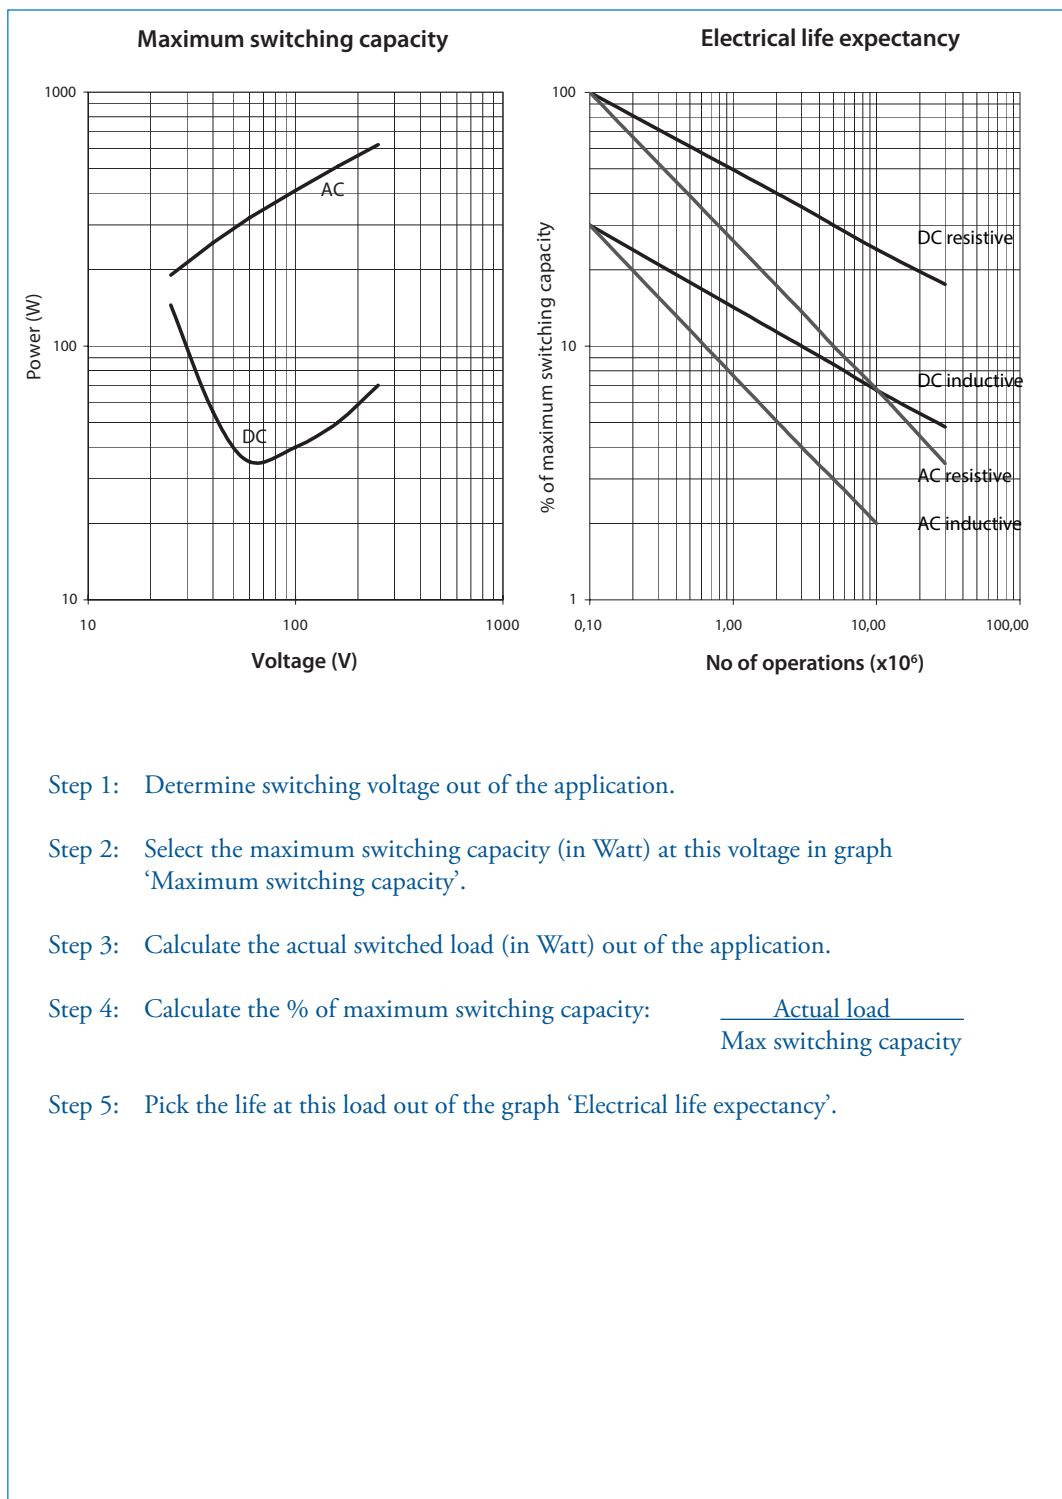 Maximum switching capacity
1000
100
10
10
100
1000
Power (W)
Voltage (V)
AC
DC
Electrical life expectancy
100
10
1
0,10
1,00
10,00
100,00
% of maximum switching capacity
No of operations (x10⁶)
DC resistive
DC inductive
AC resistive
AC inductive
Step 1: Determine switching voltage out of the application.
Step 2: Select the maximum switching capacity (in Watt) at this voltage in graph
‘Maximum switching capacity’.
Step 3: Calculate the actual switched load (in Watt) out of the application.
Step 4: Calculate the % of maximum switching capacity: Actual load
Max switching capacity
Step 5: Pick the life at this load out of the graph ‘Electrical life expectancy’.